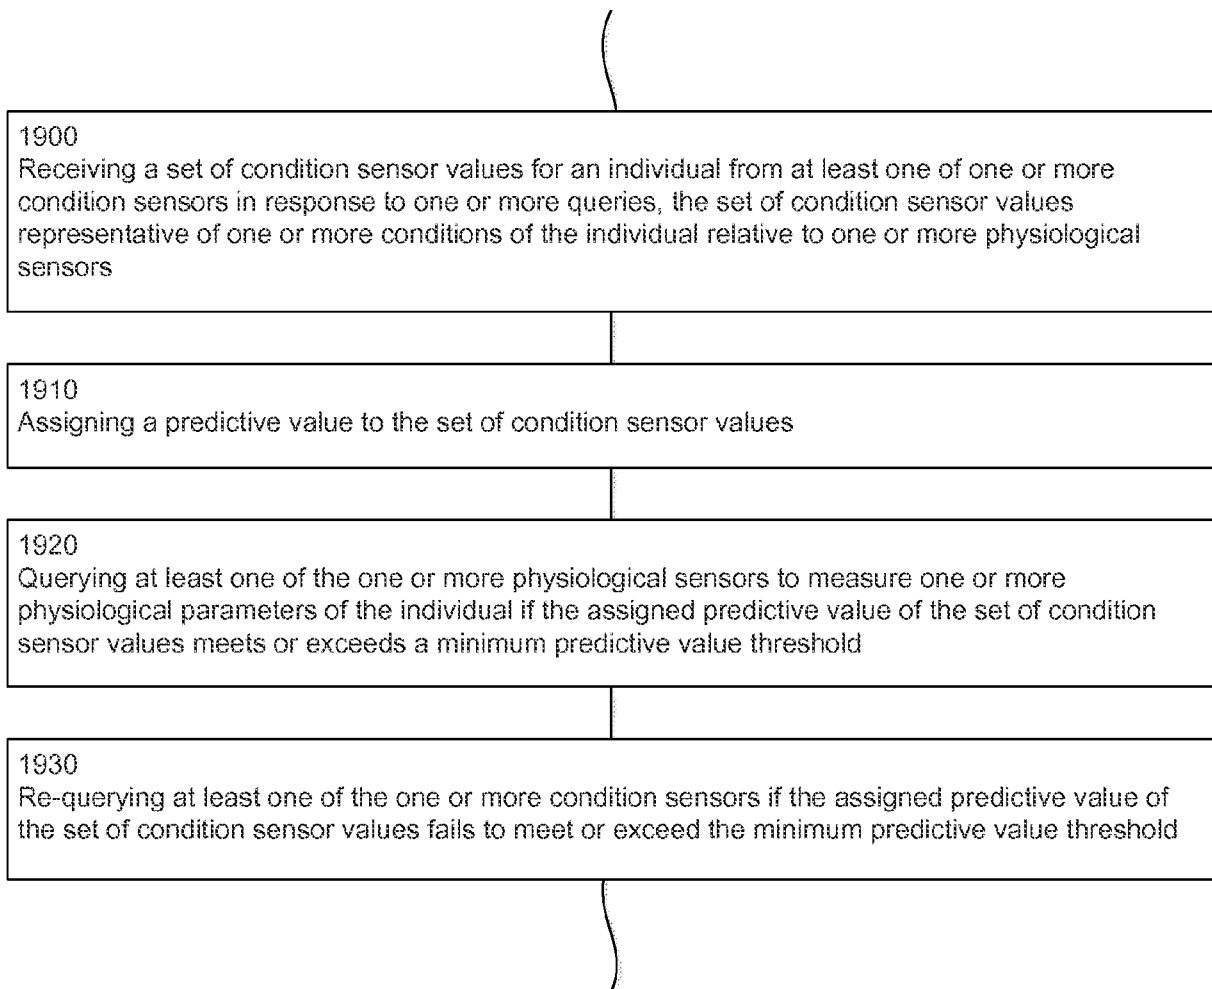 1900
Receiving a set of condition sensor values for an individual from at least one of one or more
condition sensors in response to one or more queries, the set of condition sensor values
representative of one or more conditions of the individual relative to one or more physiological
sensors
1910
Assigning a predictive value to the set of condition sensor values
1920
Querying at least one of the one or more physiological sensors to measure one or more
physiological parameters of the individual if the assigned predictive value of the set of condition
sensor values meets or exceeds a minimum predictive value threshold
1930
Re-querying at least one of the one or more condition sensors if the assigned predictive value of
the set of condition sensor values fails to meet or exceed the minimum predictive value threshold